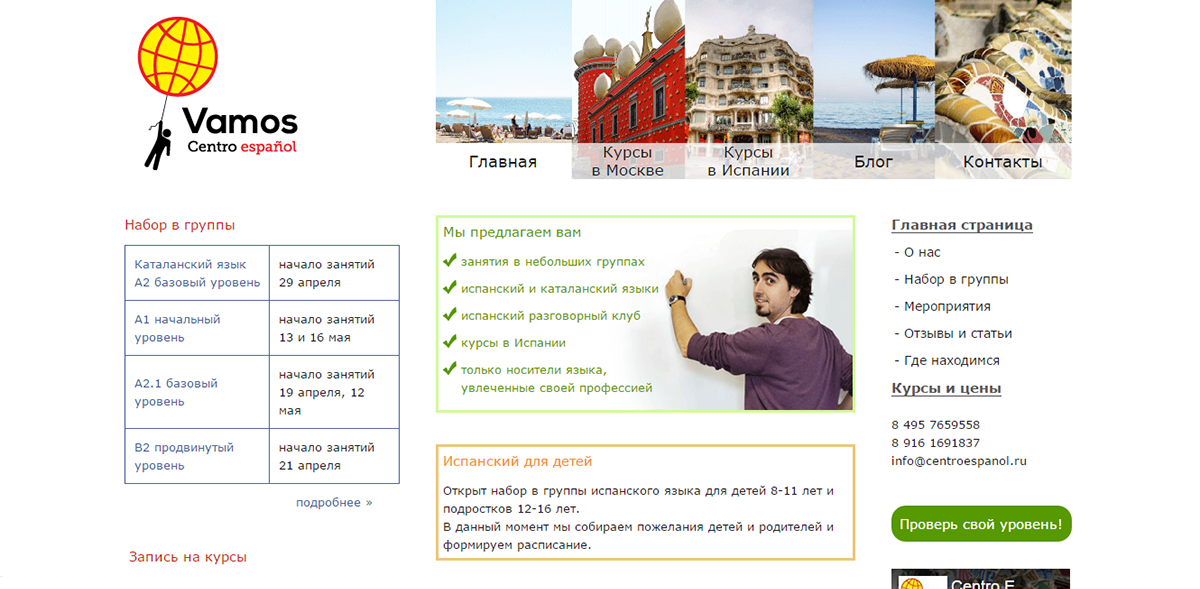 Vamos
Centro español
Главная
Курсы
в Москве
Курсы
в Испании
Блог
Контакты
Набор в группы
Каталанский язык
А2 базовый уровень
начало занятий
29 апреля
А1 начальный
уровень
начало занятий
13 и 16 мая
А2.1 базовый
уровень
начало занятий
19 апреля, 12
мая
В2 продвинутый
уровень
начало занятий
21 апреля
подробнее »
Запись на курсы
Мы предлагаем вам
занятия в небольших группах
испанский и каталанский языки
испанский разговорный клуб
курсы в Испании
только носители языка,
увлеченные своей профессией
Испанский для детей
Открыт набор в группы испанского языка для детей 8-11 лет и
подростков 12-16 лет.
В данный момент мы собираем пожелания детей и родителей и
формируем расписание.
Главная страница
- О нас
- Набор в группы
- Мероприятия
- Отзывы и статьи
- Где находимся
Курсы и цены
8 495 7659558
8 916 1691837
info@centroespanol.ru
Проверь свой уровень!
Centro E